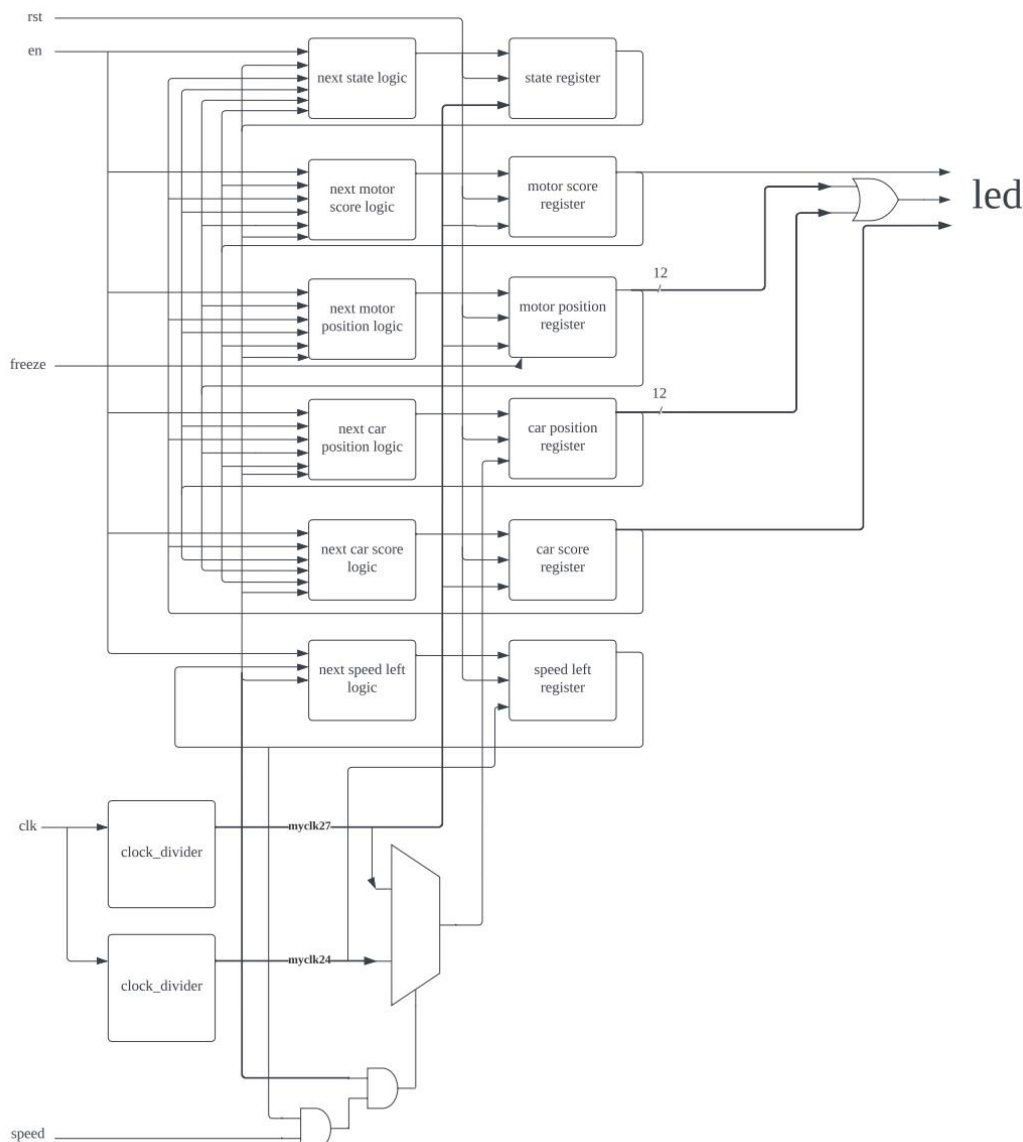 rst
en
next state logic
state register
next motor
score logic
motor score
register
led
12
next motor
position logic
motor position
register
freeze
12
next car
position logic
car position
register
next car score
logic
car score
register
next speed left
logic
speed left
register
clk
clock_divider
myclk27
clock_divider
myclk24
speed